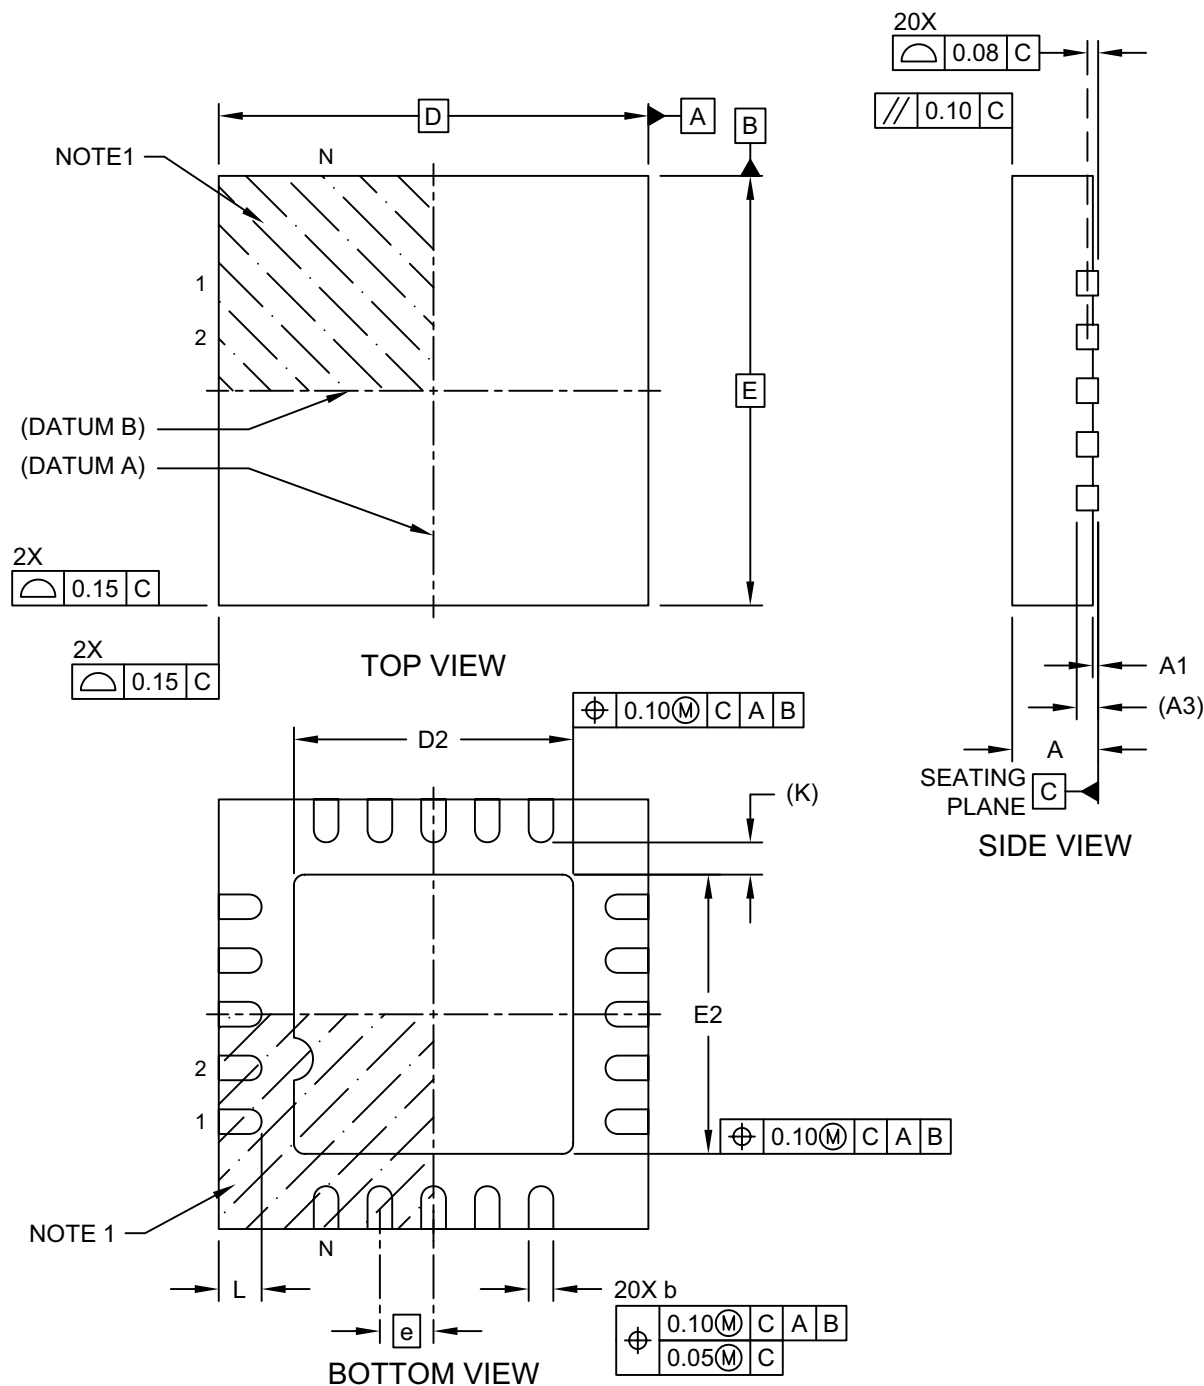 20X
0.08 C
// 0.10 C
D
A
B
NOTE1
N
1
2
E
(DATUM B)
(DATUM A)
2X
0.15 C
2X
0.15 C
TOP VIEW
A1
(A3)
A
SEATING
PLANE
C
SIDE VIEW
0.10 Ⓜ C A B
D2
(K)
E2
2
1
0.10 Ⓜ C A B
NOTE 1
N
L
e
20X b
0.10 Ⓜ C A B
0.05 Ⓜ C
BOTTOM VIEW